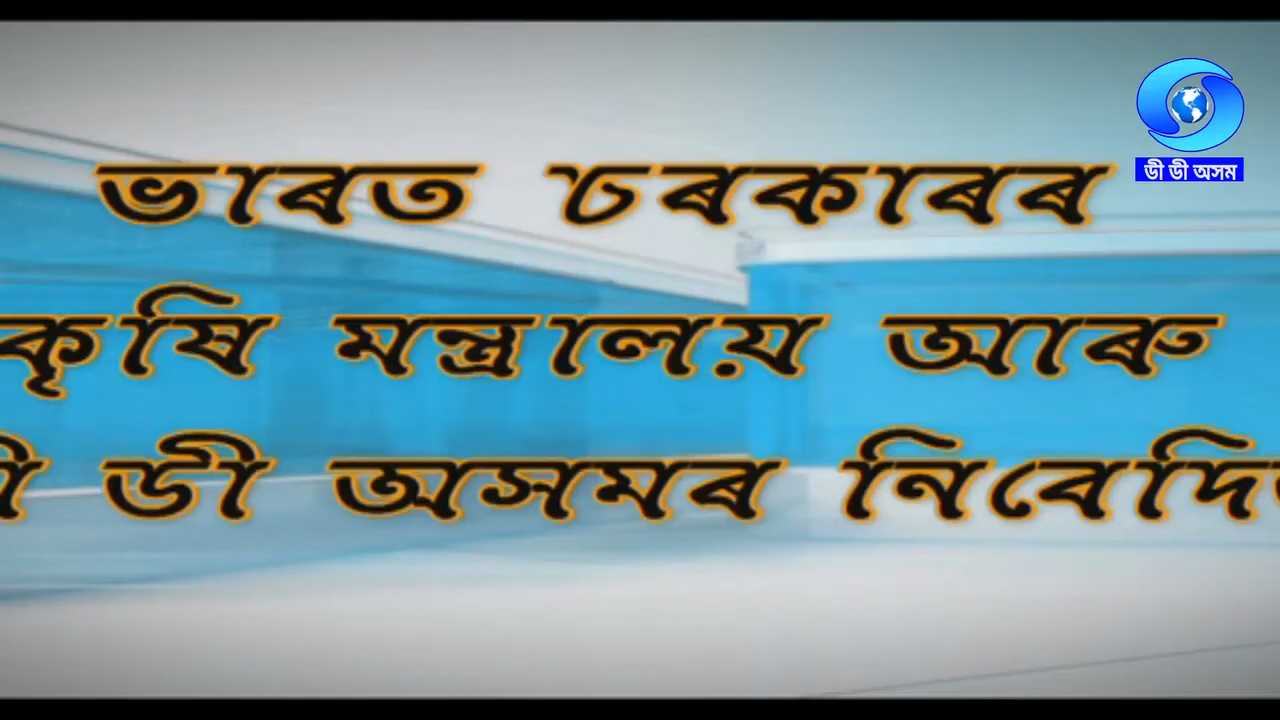 ডী ডী অসম
ভাৰত চৰকাৰৰ
কৃষি মন্ত্ৰালয় আৰু
ডী অসমৰ